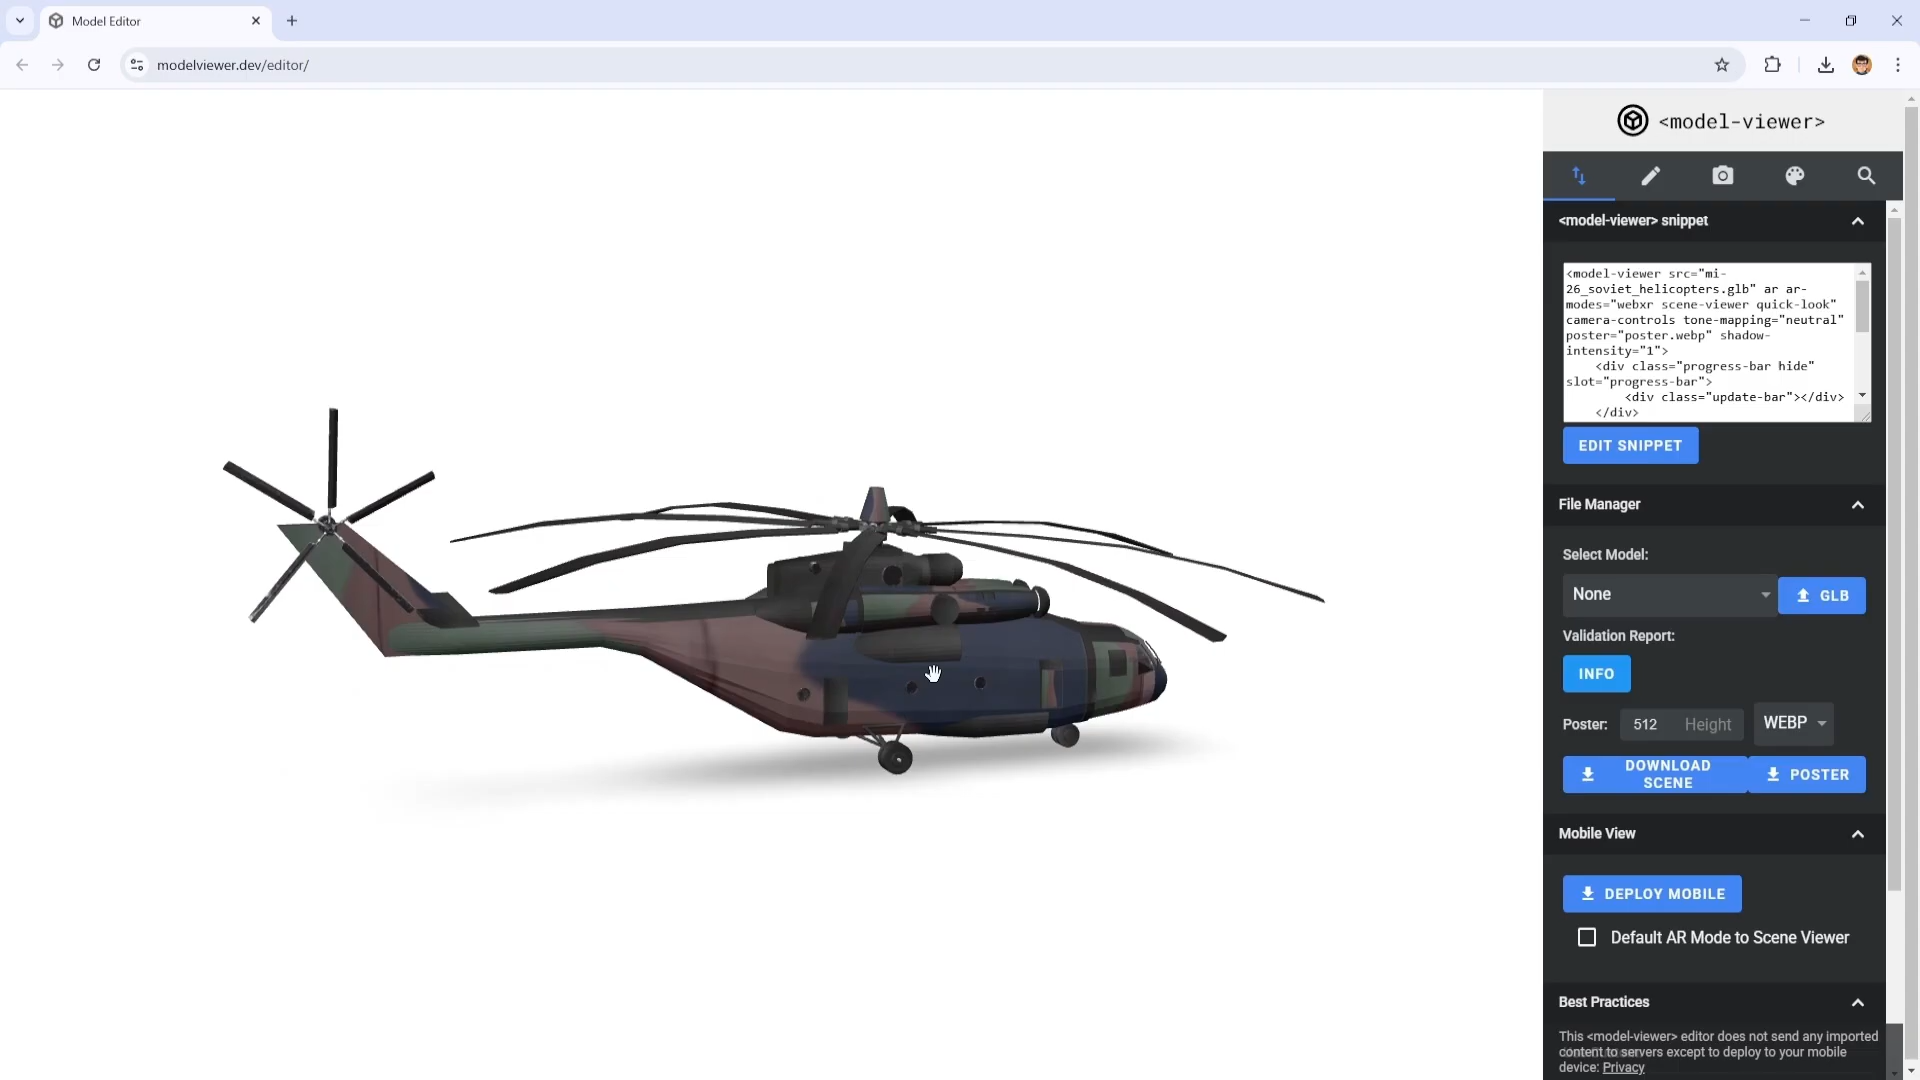 Model Editor
modelviewer.dev/editor/
<model-viewer>
<model-viewer> snippet
<model-viewer src="mi-
26_soviet_helicopters.glb" ar ar-
modes="webxr scene-viewer quick-look"
camera-controls tone-mapping="neutral"
poster="poster.webp" shadow-
intensity="1">
<div class="progress-bar hide"
slot="progress-bar">
<div class="update-bar"></div>
</div>
EDIT SNIPPET
File Manager
Select Model:
None
GLB
Validation Report:
INFO
Poster: 512 Height WEBP
DOWNLOAD
SCENE
POSTER
Mobile View
DEPLOY MOBILE
Default AR Mode to Scene Viewer
Best Practices
This <model-viewer> editor does not send any imported
content to servers except to deploy to your mobile
device: Privacy